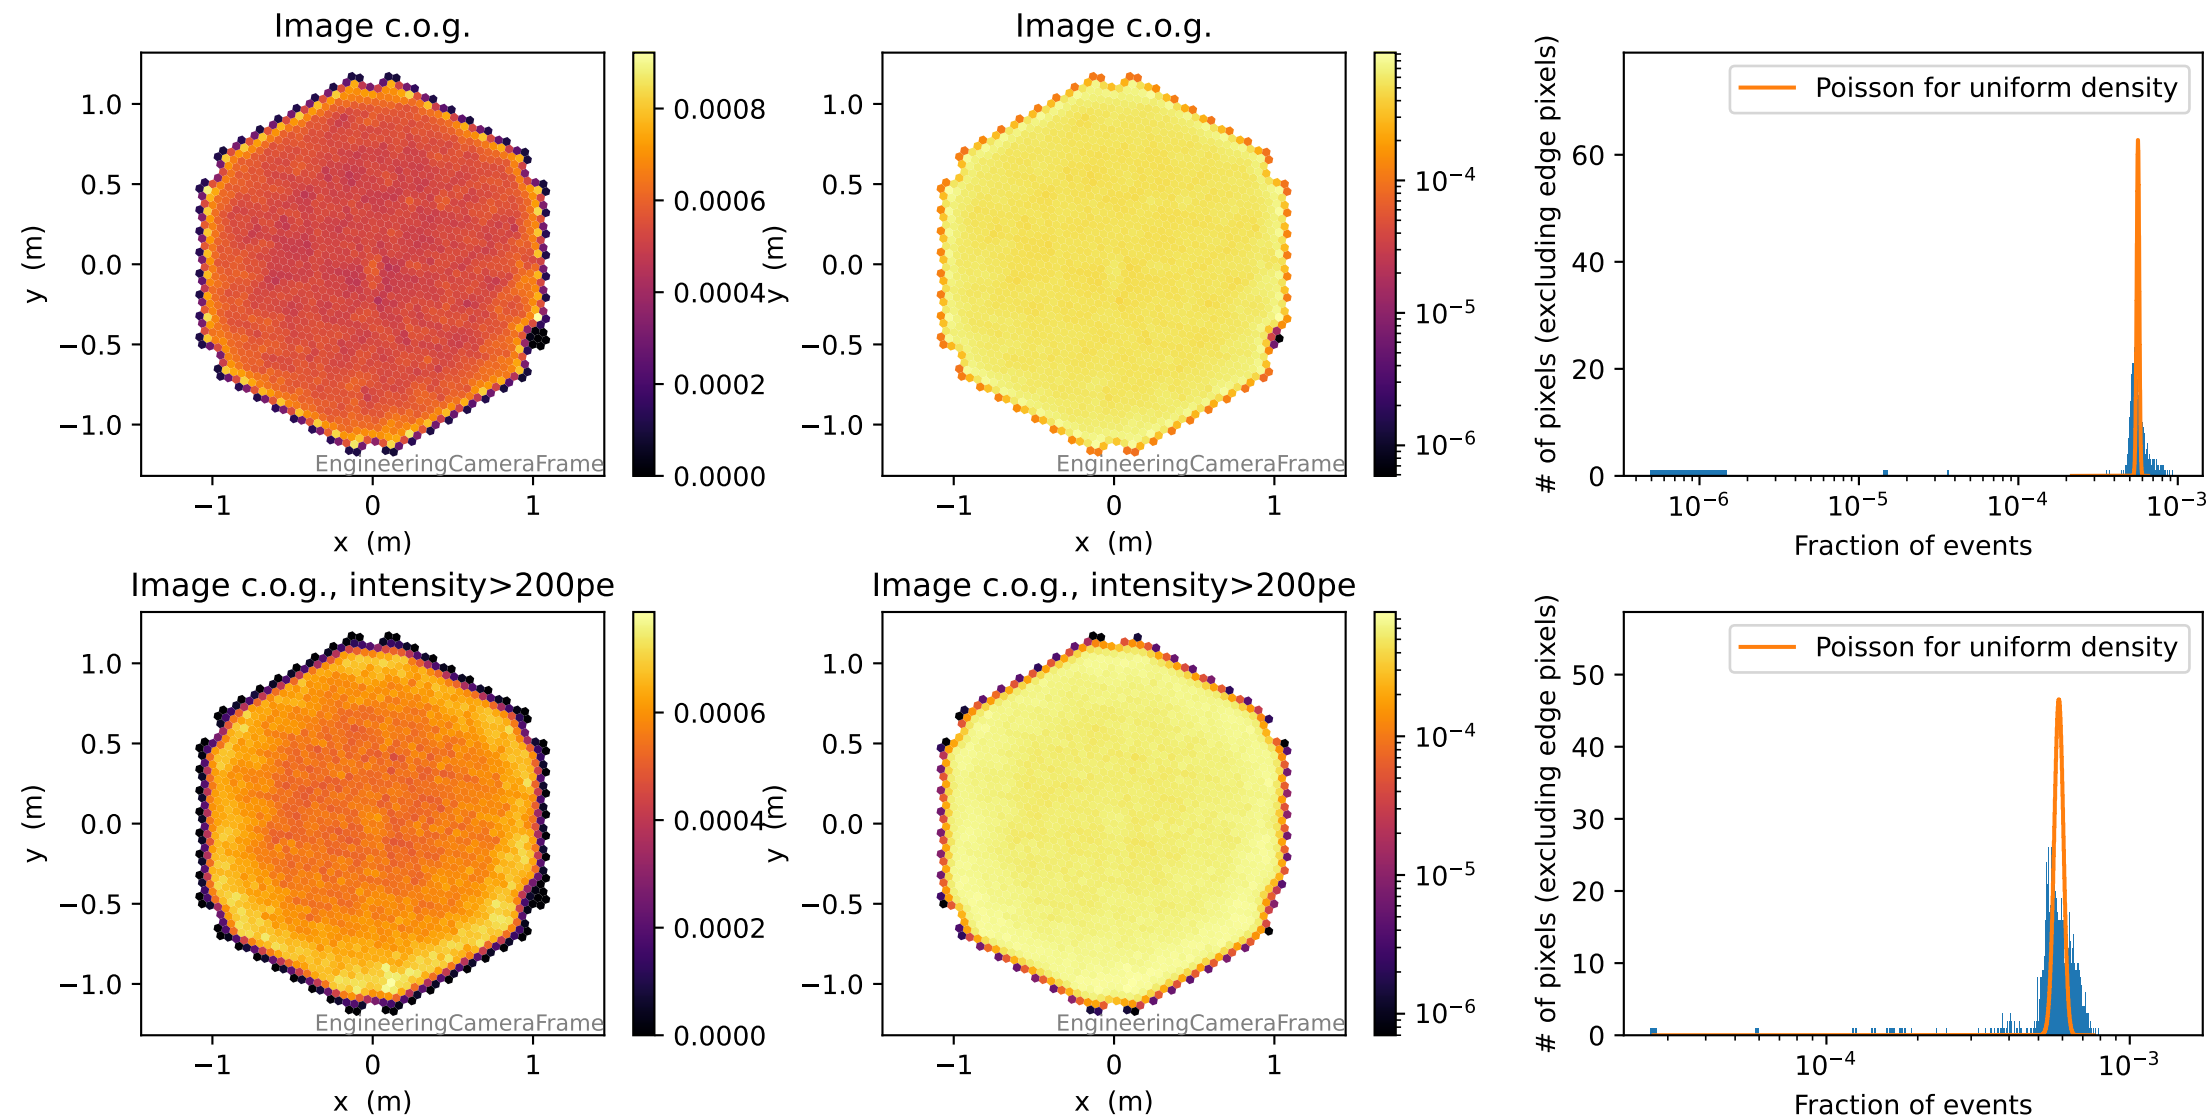 Image c.o.g.
1.0
0.5
0.0
−0.5
−1.0
y (m)
−1
0
1
x (m)
EngineeringCameraFrame
0.0008
0.0006
0.0004
0.0002
0.0000
Image c.o.g.
1.0
0.5
0.0
−0.5
−1.0
y (m)
−1
0
1
x (m)
EngineeringCameraFrame
10⁻⁴
10⁻⁵
10⁻⁶
# of pixels (excluding edge pixels)
60
40
20
0
Poisson for uniform density
10⁻⁶
10⁻⁵
10⁻⁴
10⁻³
Fraction of events
Image c.o.g., intensity>200pe
1.0
0.5
0.0
−0.5
−1.0
y (m)
−1
0
1
x (m)
EngineeringCameraFrame
0.0006
0.0004
0.0002
0.0000
Image c.o.g., intensity>200pe
1.0
0.5
0.0
−0.5
−1.0
y (m)
−1
0
1
x (m)
EngineeringCameraFrame
10⁻⁴
10⁻⁵
10⁻⁶
# of pixels (excluding edge pixels)
50
40
30
20
10
0
Poisson for uniform density
10⁻⁴
10⁻³
Fraction of events